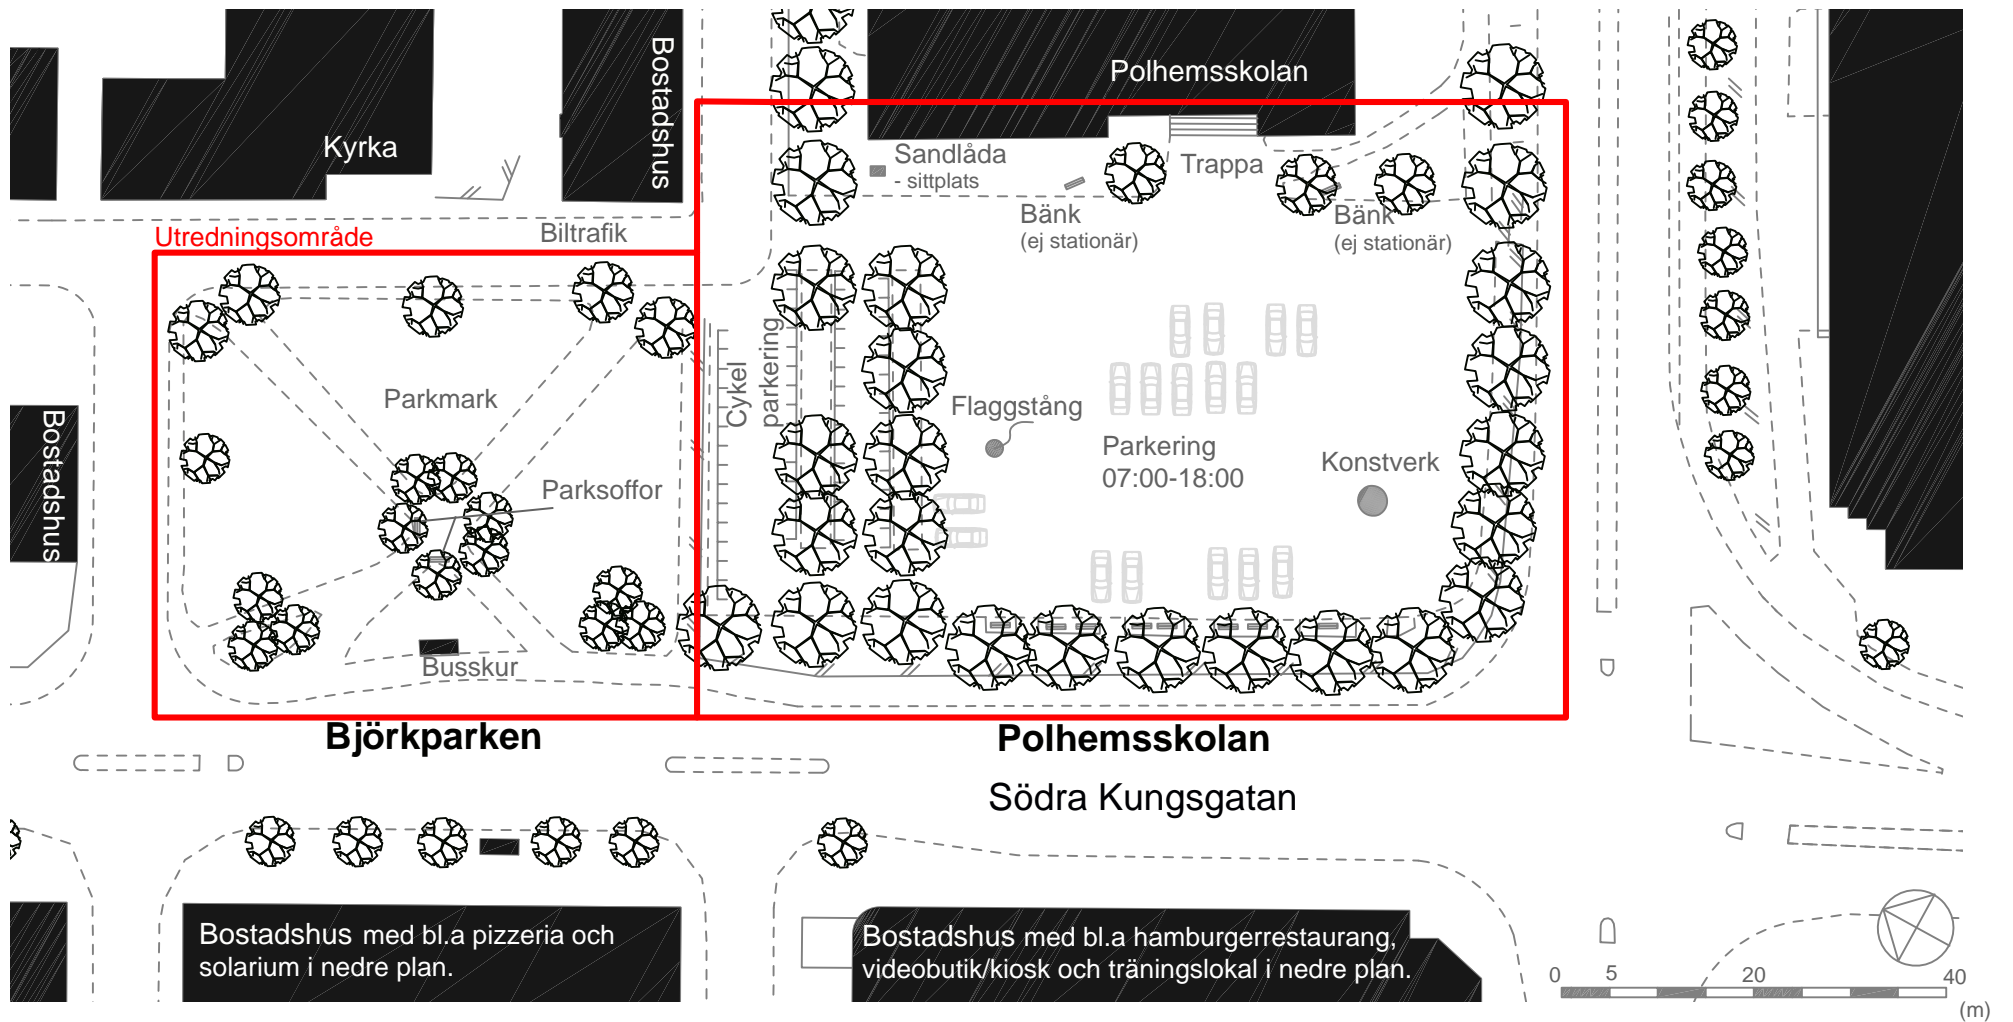 Polhemsskolan
Bostadshus
Kyrka
Sandlåda
- sittplats
Trappa
Bänk
(ej stationär)
Bänk
(ej stationär)
Utredningsområde
Biltrafik
Parkmark
Cykel
parkering
Flaggstång
Parkering
07:00-18:00
Konstverk
Bostadshus
Parksoffor
Busskur
Björkparken
Polhemsskolan
Södra Kungsgatan
Bostadshus med bl.a pizzeria och
solarium i nedre plan.
Bostadshus med bl.a hamburgerrestaurang,
videobutik/kiosk och träningslokal i nedre plan.
0 5 20 40
(m)